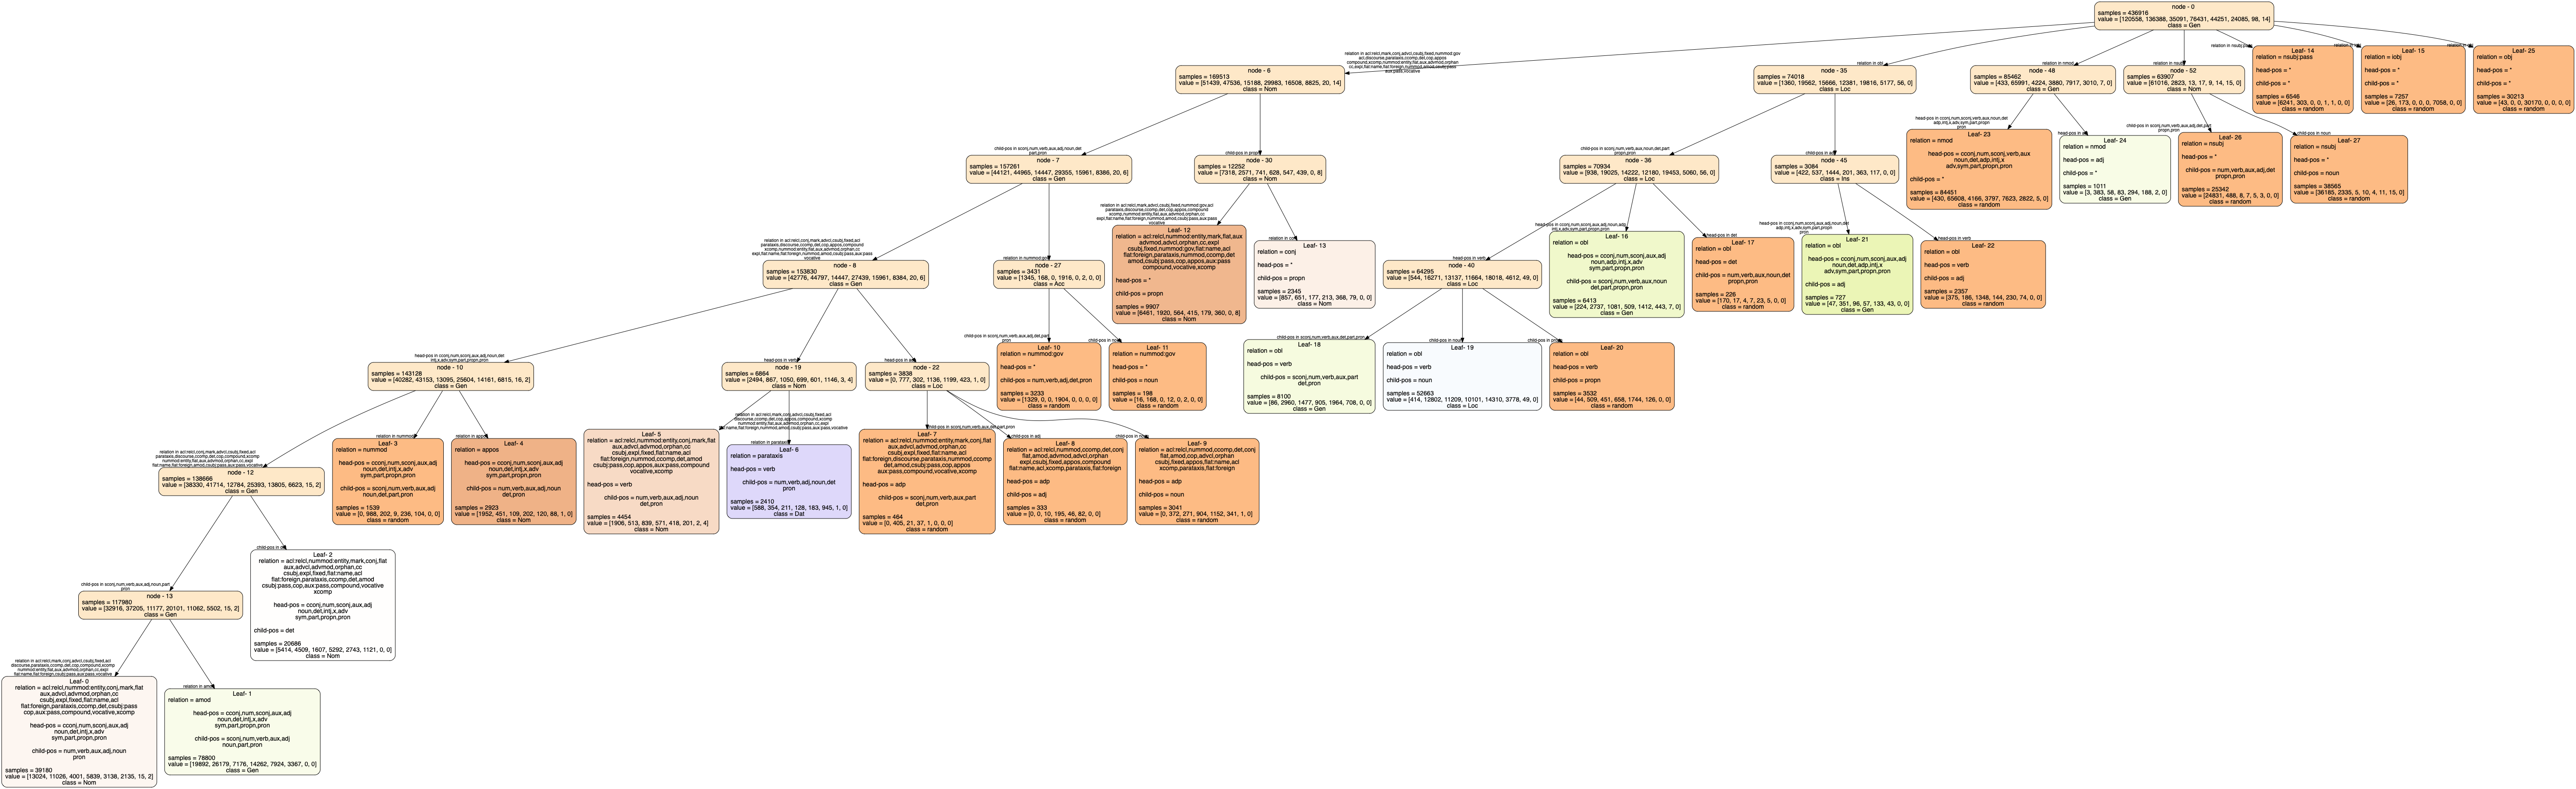 node - 0
samples = 436916
value = [120558, 136388, 35091, 76431, 44251, 24085, 98, 14]
class = Gen
relation in acl:relcl,mark,conj,advcl,csubj,fixed,nummod:gov
acl,discourse,parataxis,ccomp,det,cop,appos
compound,xcomp,nummod:entity,flat,aux,advmod,orphan
cc,expl,flat:name,flat:foreign,nummod,amod,csubj:pass
aux:pass,vocative
node - 6
samples = 169513
value = [51439, 47536, 15188, 29983, 16508, 8825, 20, 14]
class = Nom
relation in obl
node - 35
samples = 74018
value = [1360, 19562, 15666, 12381, 19816, 5177, 56, 0]
class = Loc
relation in nmod
node - 48
samples = 85462
value = [433, 65991, 4224, 3880, 7917, 3010, 7, 0]
class = Gen
relation in nsubj
node - 52
samples = 63907
value = [61016, 2823, 13, 17, 9, 14, 15, 0]
class = Nom
relation in nsubj:pass
Leaf- 14
relation = nsubj:pass
head-pos = *
child-pos = *
samples = 6546
value = [6241, 303, 0, 0, 1, 1, 0, 0]
class = random
Leaf- 15
relation = iobj
head-pos = *
child-pos = *
samples = 7257
value = [26, 173, 0, 0, 0, 7058, 0, 0]
class = random
Leaf- 25
relation = obj
head-pos = *
child-pos = *
samples = 30213
value = [43, 0, 0, 30170, 0, 0, 0, 0]
class = random
child-pos in sconj,num,verb,aux,adj,noun,det
part,pron
node - 7
samples = 157261
value = [44121, 44965, 14447, 29355, 15961, 8386, 20, 6]
class = Gen
child-pos in propn
node - 30
samples = 12252
value = [7318, 2571, 741, 628, 547, 439, 0, 8]
class = Nom
child-pos in sconj,num,verb,aux,noun,det,part
propn,pron
node - 36
samples = 70934
value = [938, 19025, 14222, 12180, 19453, 5060, 56, 0]
class = Loc
child-pos in adj
node - 45
samples = 3084
value = [422, 537, 1444, 201, 363, 117, 0, 0]
class = Ins
head-pos in cconj,num,sconj,verb,aux,noun,det
adp,intj,x,adv,sym,part,propn
pron
Leaf- 23
relation = nmod
head-pos = cconj,num,sconj,verb,aux
noun,det,adp,intj,x
adv,sym,part,propn,pron
child-pos = *
samples = 84451
value = [430, 65608, 4166, 3797, 7623, 2822, 5, 0]
class = random
Leaf- 24
relation = nmod
head-pos = adj
child-pos = *
samples = 1011
value = [3, 383, 58, 83, 294, 188, 2, 0]
class = Gen
child-pos in sconj,num,verb,aux,adj,det,part
propn,pron
Leaf- 26
relation = nsubj
head-pos = *
child-pos = num,verb,aux,adj,det
propn,pron
samples = 25342
value = [24831, 488, 8, 7, 5, 3, 0, 0]
class = random
child-pos in noun
Leaf- 27
relation = nsubj
head-pos = *
child-pos = noun
samples = 38565
value = [36185, 2335, 5, 10, 4, 11, 15, 0]
class = random
relation in acl:relcl,conj,mark,advcl,csubj,fixed,acl
parataxis,discourse,ccomp,det,cop,appos,compound
xcomp,nummod:entity,flat,aux,advmod,orphan,cc
expl,flat:name,flat:foreign,nummod,amod,csubj:pass,aux:pass
vocative
node - 8
samples = 153830
value = [42776, 44797, 14447, 27439, 15961, 8384, 20, 6]
class = Gen
relation in nummod:gov
node - 27
samples = 3431
value = [1345, 168, 0, 1916, 0, 2, 0, 0]
class = Acc
relation in acl:relcl,mark,advcl,csubj,fixed,nummod:gov,acl
parataxis,discourse,ccomp,det,cop,appos,compound
xcomp,nummod:entity,flat,aux,advmod,orphan,cc
expl,flat:name,flat:foreign,nummod,amod,csubj:pass,aux:pass
vocative
Leaf- 12
relation = acl:relcl,nummod:entity,mark,flat,aux
advmod,advcl,orphan,cc,expl
csubj,fixed,nummod:gov,flat:name,acl
flat:foreign,parataxis,nummod,ccomp,det
amod,csubj:pass,cop,appos,aux:pass
compound,vocative,xcomp
head-pos = *
child-pos = propn
samples = 9907
value = [6461, 1920, 564, 415, 179, 360, 0, 8]
class = Nom
Leaf- 13
relation = conj
head-pos = *
child-pos = propn
samples = 2345
value = [857, 651, 177, 213, 368, 79, 0, 0]
class = Nom
head-pos in verb
node - 40
samples = 64295
value = [544, 16271, 13137, 11664, 18018, 4612, 49, 0]
class = Loc
Leaf- 16
relation = obl
head-pos = cconj,num,sconj,aux,adj
noun,adp,intj,x,adv
sym,part,propn,pron
child-pos = sconj,num,verb,aux,noun
det,part,propn,pron
samples = 6413
value = [224, 2737, 1081, 509, 1412, 443, 7, 0]
class = Gen
head-pos in det
Leaf- 17
relation = obl
head-pos = det
child-pos = num,verb,aux,noun,det
propn,pron
samples = 226
value = [170, 17, 4, 7, 23, 5, 0, 0]
class = random
head-pos in cconj,num,sconj,aux,adj,noun,det
adp,intj,x,adv,sym,part,propn
pron
Leaf- 21
relation = obl
head-pos = cconj,num,sconj,aux,adj
noun,det,adp,intj,x
adv,sym,part,propn,pron
child-pos = adj
samples = 727
value = [47, 351, 96, 57, 133, 43, 0, 0]
class = Gen
head-pos in verb
Leaf- 22
relation = obl
head-pos = verb
child-pos = adj
samples = 2357
value = [375, 186, 1348, 144, 230, 74, 0, 0]
class = random
head-pos in cconj,num,sconj,aux,adj,noun,det
intj,x,adv,sym,part,propn,pron
node - 10
samples = 143128
value = [40282, 43153, 13095, 25604, 14161, 6815, 16, 2]
class = Gen
head-pos in verb
node - 19
samples = 6864
value = [2494, 867, 1050, 699, 601, 1146, 3, 4]
class = Nom
node - 22
samples = 3838
value = [0, 777, 302, 1136, 1199, 423, 1, 0]
class = Loc
child-pos in sconj,num,verb,aux,adj,det,part
pron
Leaf- 10
relation = nummod:gov
head-pos = *
child-pos = num,verb,adj,det,pron
samples = 3233
value = [1329, 0, 0, 1904, 0, 0, 0, 0]
class = random
Leaf- 11
relation = nummod:gov
head-pos = *
child-pos = noun
samples = 198
value = [16, 168, 0, 12, 0, 2, 0, 0]
class = random
child-pos in sconj,num,verb,aux,det,part,pron
Leaf- 18
relation = obl
head-pos = verb
child-pos = sconj,num,verb,aux,part
det,pron
samples = 8100
value = [86, 2960, 1477, 905, 1964, 708, 0, 0]
class = Gen
Leaf- 19
relation = obl
head-pos = verb
child-pos = noun
samples = 52663
value = [414, 12802, 11209, 10101, 14310, 3778, 49, 0]
class = Loc
Leaf- 20
relation = obl
head-pos = verb
child-pos = propn
samples = 3532
value = [44, 509, 451, 658, 1744, 126, 0, 0]
class = random
relation in acl:relcl,conj,mark,advcl,csubj,fixed,acl
parataxis,discourse,ccomp,det,cop,compound,xcomp
nummod:entity,flat,aux,advmod,orphan,cc,expl
flat:name,flat:foreign,amod,csubj:pass,aux:pass,vocative
node - 12
samples = 138666
value = [38330, 41714, 12784, 25393, 13805, 6623, 15, 2]
class = Gen
relation in nummod
Leaf- 3
relation = nummod
head-pos = cconj,num,sconj,aux,adj
noun,det,intj,x,adv
sym,part,propn,pron
child-pos = sconj,num,verb,aux,adj
noun,det,part,pron
samples = 1539
value = [0, 988, 202, 9, 236, 104, 0, 0]
class = random
relation in appos
Leaf- 4
relation = appos
head-pos = cconj,num,sconj,aux,adj
noun,det,intj,x,adv
sym,part,propn,pron
child-pos = num,verb,aux,adj,noun
det,pron
samples = 2923
value = [1952, 451, 109, 202, 120, 88, 1, 0]
class = Nom
relation in acl:relcl,mark,conj,advcl,csubj,fixed,acl
discourse,ccomp,det,cop,appos,compound,xcomp
nummod:entity,flat,aux,advmod,orphan,cc,expl
flat:name,flat:foreign,nummod,amod,csubj:pass,aux:pass,vocative
Leaf- 5
relation = acl:relcl,nummod:entity,conj,mark,flat
aux,advcl,advmod,orphan,cc
csubj,expl,fixed,flat:name,acl
flat:foreign,nummod,ccomp,det,amod
csubj:pass,cop,appos,aux:pass,compound
vocative,xcomp
head-pos = verb
child-pos = num,verb,aux,adj,noun
det,pron
samples = 4454
value = [1906, 513, 839, 571, 418, 201, 2, 4]
class = Nom
relation in parataxis
Leaf- 6
relation = parataxis
head-pos = verb
child-pos = num,verb,adj,noun,det
pron
samples = 2410
value = [588, 354, 211, 128, 183, 945, 1, 0]
class = Dat
child-pos in sconj,num,verb,aux,det,part,pron
Leaf- 7
relation = acl:relcl,nummod:entity,mark,conj,flat
aux,advcl,advmod,orphan,cc
csubj,expl,fixed,flat:name,acl
flat:foreign,discourse,parataxis,nummod,ccomp
det,amod,csubj:pass,cop,appos
aux:pass,compound,vocative,xcomp
head-pos = adp
child-pos = sconj,num,verb,aux,part
det,pron
samples = 464
value = [0, 405, 21, 37, 1, 0, 0, 0]
class = random
child-pos in adj
Leaf- 8
relation = acl:relcl,nummod,ccomp,det,conj
flat,amod,advmod,advcl,orphan
expl,csubj,fixed,appos,compound
flat:name,acl,xcomp,parataxis,flat:foreign
head-pos = adp
child-pos = adj
samples = 333
value = [0, 0, 10, 195, 46, 82, 0, 0]
class = random
Leaf- 9
relation = acl:relcl,nummod,ccomp,det,conj
flat,amod,cop,advcl,orphan
csubj,fixed,appos,flat:name,acl
xcomp,parataxis,flat:foreign
head-pos = adp
child-pos = noun
samples = 3041
value = [0, 372, 271, 904, 1152, 341, 1, 0]
class = random
child-pos in sconj,num,verb,aux,adj,noun,part
pron
node - 13
samples = 117980
value = [32916, 37205, 11177, 20101, 11062, 5502, 15, 2]
class = Gen
Leaf- 2
relation = acl:relcl,nummod:entity,mark,conj,flat
aux,advcl,advmod,orphan,cc
csubj,expl,fixed,flat:name,acl
flat:foreign,parataxis,ccomp,det,amod
csubj:pass,cop,aux:pass,compound,vocative
xcomp
head-pos = cconj,num,sconj,aux,adj
noun,det,intj,x,adv
sym,part,propn,pron
child-pos = det
samples = 20686
value = [5414, 4509, 1607, 5292, 2743, 1121, 0, 0]
class = Nom
relation in acl:relcl,mark,conj,advcl,csubj,fixed,acl
discourse,parataxis,ccomp,det,cop,compound,xcomp
nummod:entity,flat,aux,advmod,orphan,cc,expl
flat:name,flat:foreign,csubj:pass,aux:pass,vocative
Leaf- 0
relation = acl:relcl,nummod:entity,conj,mark,flat
aux,advcl,advmod,orphan,cc
csubj,expl,fixed,flat:name,acl
flat:foreign,parataxis,ccomp,det,csubj:pass
cop,aux:pass,compound,vocative,xcomp
head-pos = cconj,num,sconj,aux,adj
noun,det,intj,x,adv
sym,part,propn,pron
child-pos = num,verb,aux,adj,noun
pron
samples = 39180
value = [13024, 11026, 4001, 5839, 3138, 2135, 15, 2]
class = Nom
relation in amod
Leaf- 1
relation = amod
head-pos = cconj,num,sconj,aux,adj
noun,det,intj,x,adv
sym,part,propn,pron
child-pos = sconj,num,verb,aux,adj
noun,part,pron
samples = 78800
value = [19892, 26179, 7176, 14262, 7924, 3367, 0, 0]
class = Gen